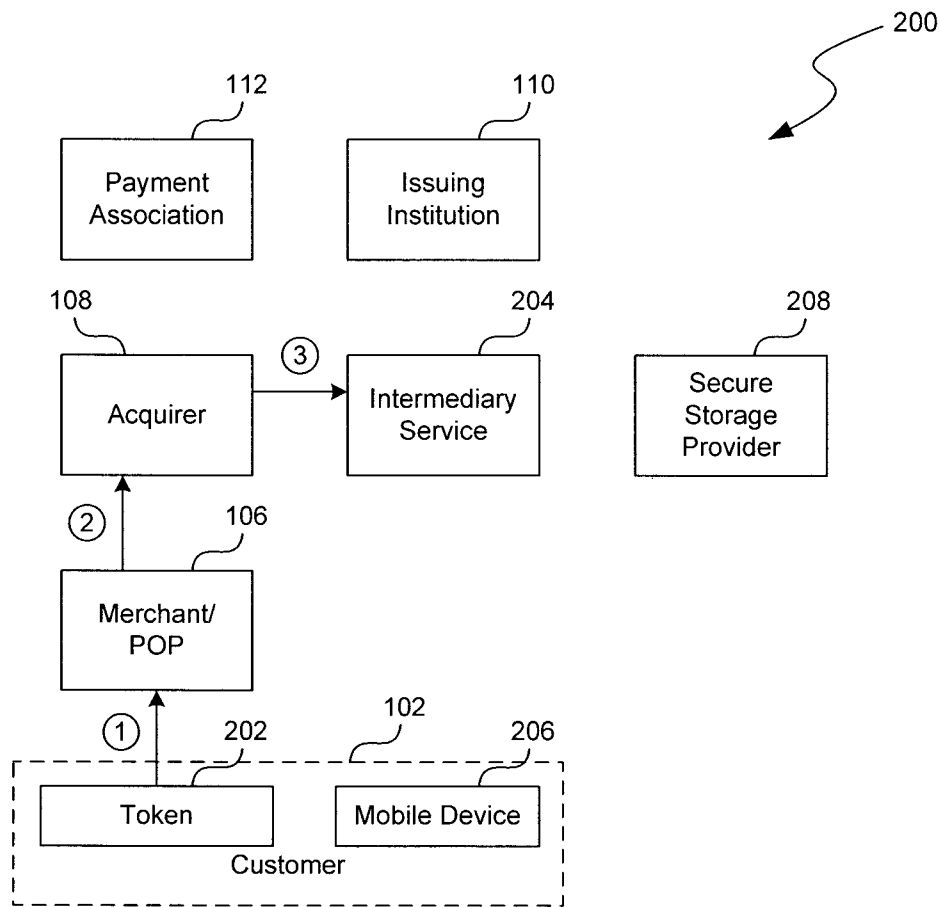 200
112
110
Payment
Association
Issuing
Institution
108
204
208
3
Acquirer
Intermediary
Service
Secure
Storage
Provider
2
106
Merchant/
POP
1
202
102
206
Token
Mobile Device
Customer